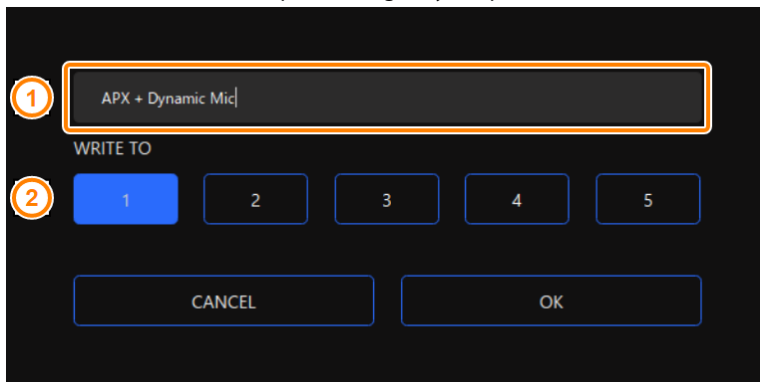 1
APX + Dynamic Mic
WRITE TO
2
1 2 3 4 5
CANCEL OK